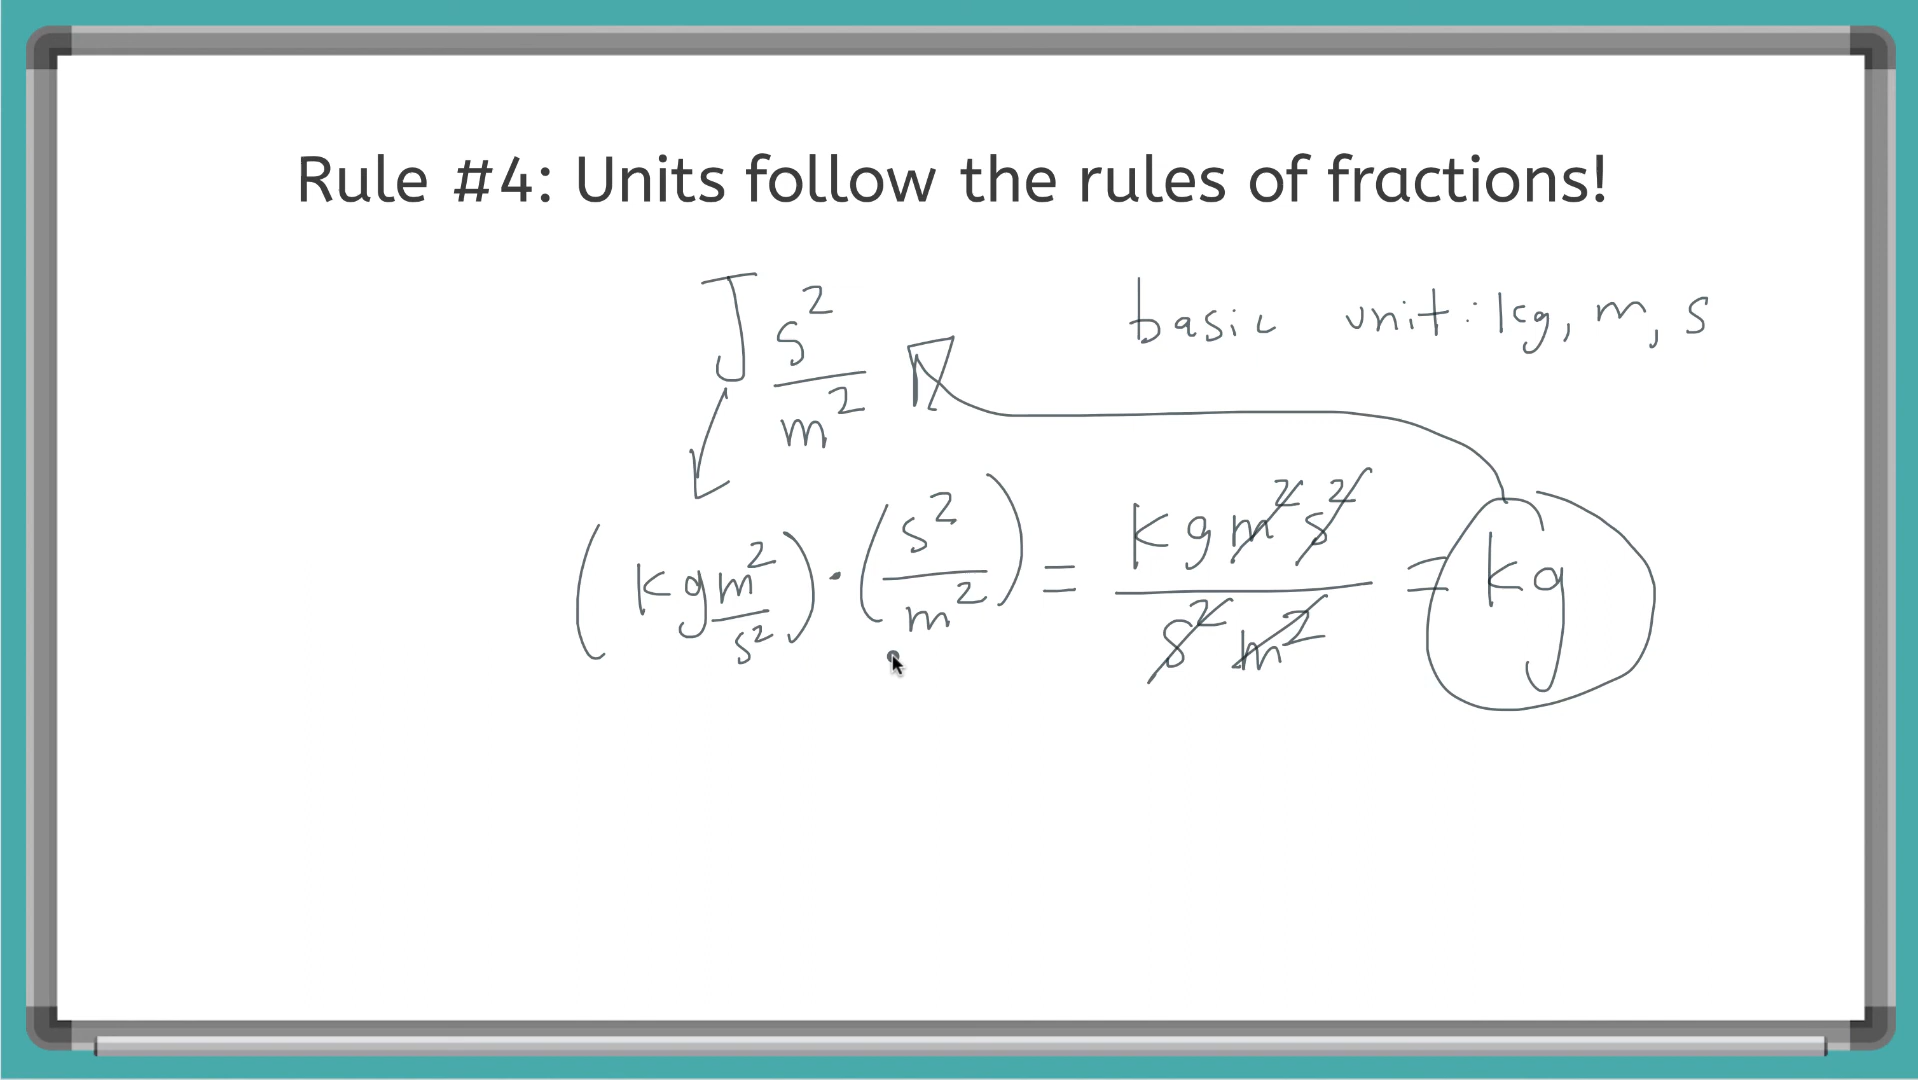 Rule #4: Units follow the rules of fractions!
J s²/m²
basic unit: kg, m, s
(kg m²/s²) · (s²/m²) = kg m² s²/s² m² = kg